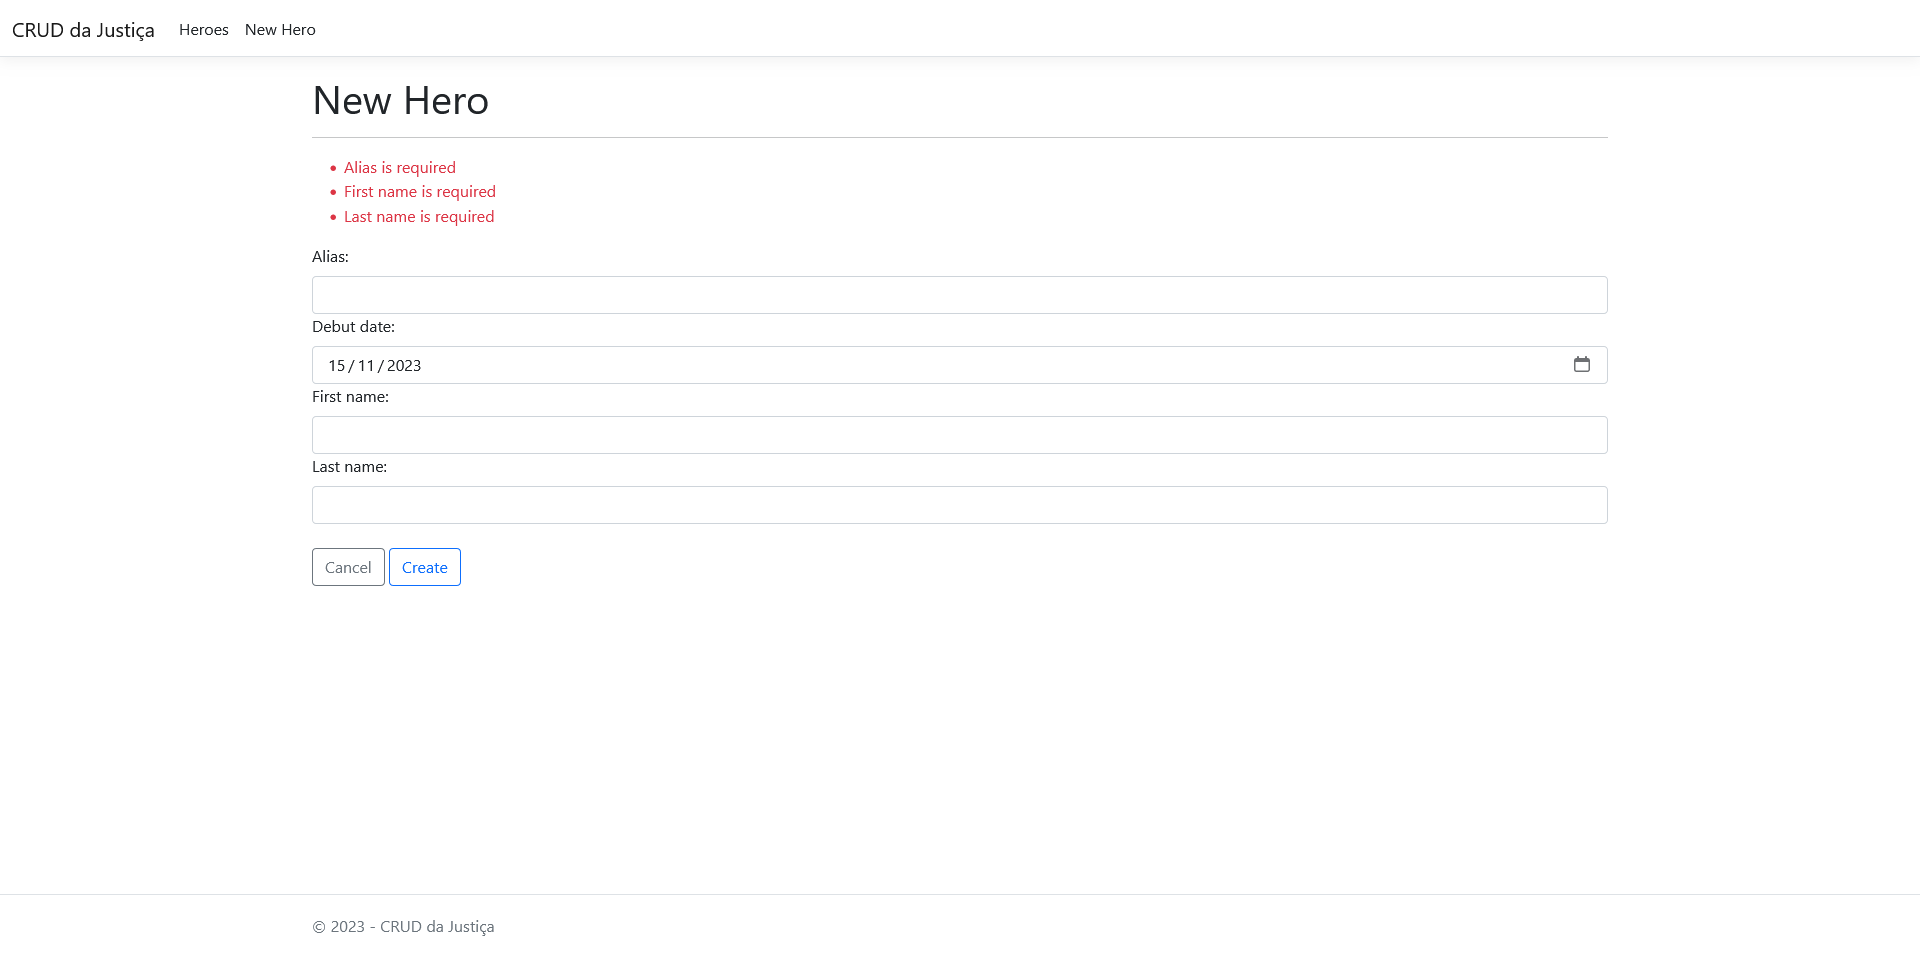 CRUD da Justiça Heroes New Hero
New Hero
• Alias is required
• First name is required
• Last name is required
Alias:
Debut date:
15/11/2023
First name:
Last name:
Cancel Create
© 2023 - CRUD da Justiça